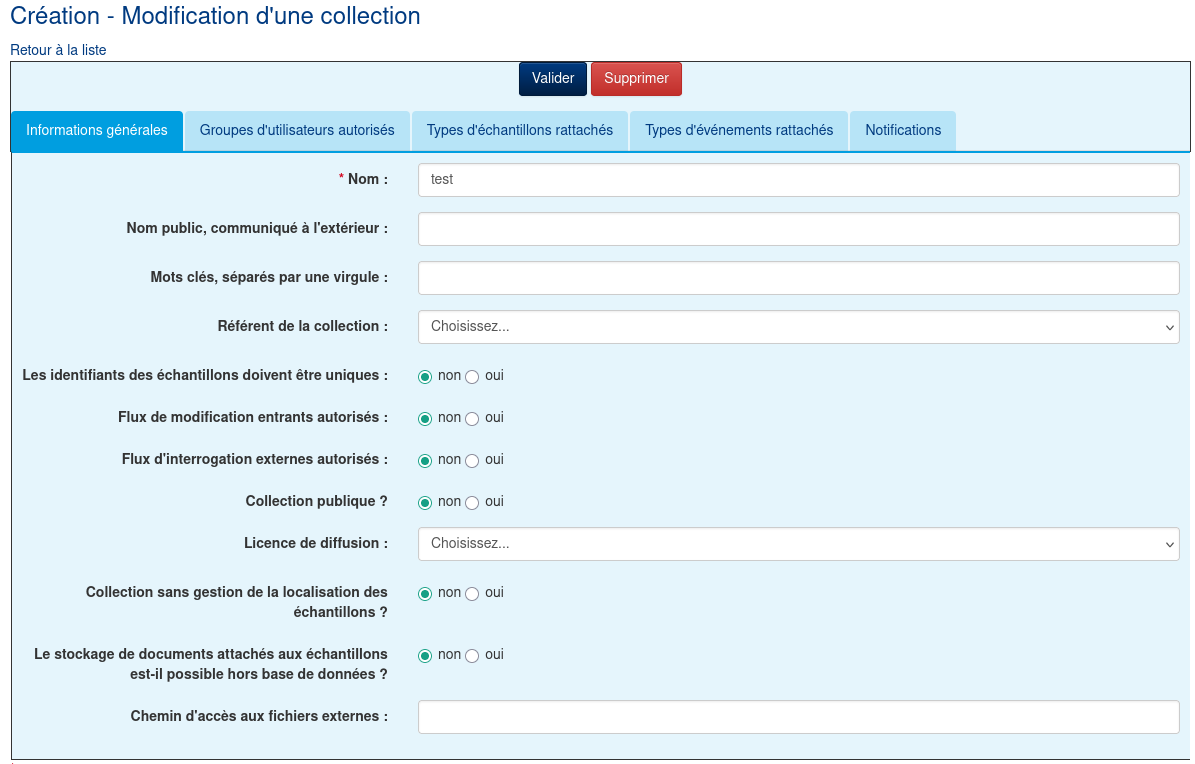 Création - Modification d'une collection
Retour à la liste
Valider Supprimer
Informations générales Groupes d'utilisateurs autorisés Types d'échantillons rattachés Types d'événements rattachés Notifications
* Nom : test
Nom public, communiqué à l'extérieur :
Mots clés, séparés par une virgule :
Référent de la collection : Choisissez...
Les identifiants des échantillons doivent être uniques : non oui
Flux de modification entrants autorisés : non oui
Flux d'interrogation externes autorisés : non oui
Collection publique ? non oui
Licence de diffusion : Choisissez...
Collection sans gestion de la localisation des
échantillons ? non oui
Le stockage de documents attachés aux échantillons
est-il possible hors base de données ? non oui
Chemin d'accès aux fichiers externes :